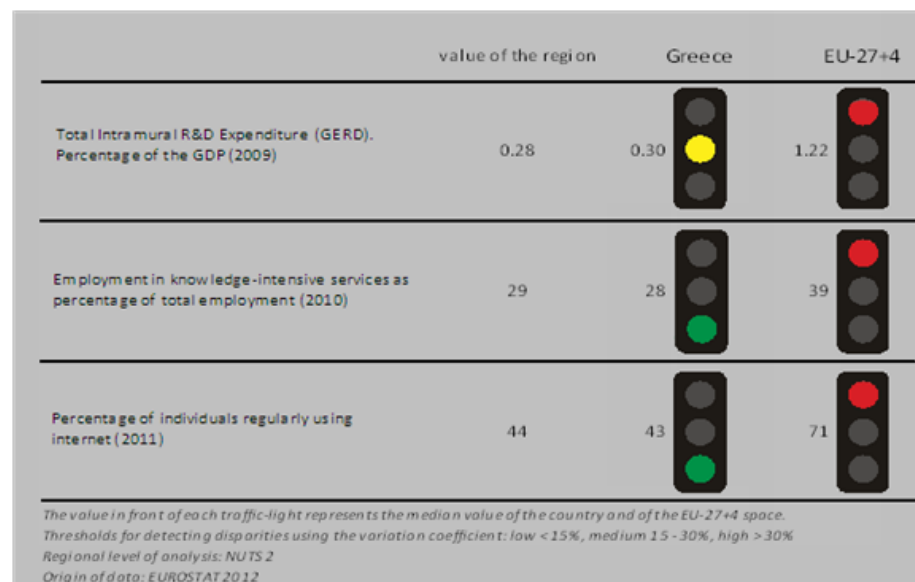 value of the region Greece EU-27+4
Total Intramural R&D Expenditure (GERD).
Percentage of the GDP (2009) 0.28 0.30 1.22
Employment in knowledge-intensive services as
percentage of total employment (2010) 29 28 39
Percentage of individuals regularly using
internet (2011) 44 43 71
The value in front of each traffic-light represents the median value of the country and of the EU-27+4 space.
Thresholds for detecting disparities using the variation coefficient: low <15%, medium 15 - 30%, high >30%
Regional level of analysis: NUTS 2
Origin of data: EUROSTAT 2012